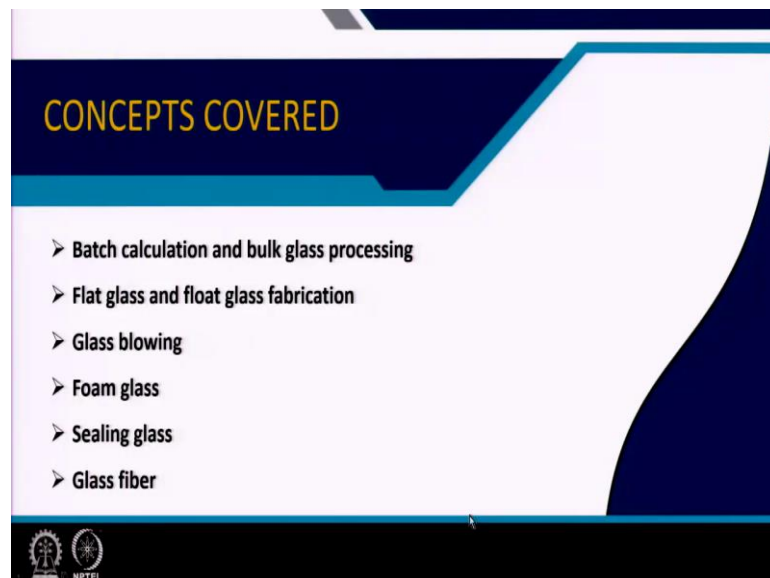 CONCEPTS COVERED
➢ Batch calculation and bulk glass processing
➢ Flat glass and float glass fabrication
➢ Glass blowing
➢ Foam glass
➢ Sealing glass
➢ Glass fiber
NPTEL